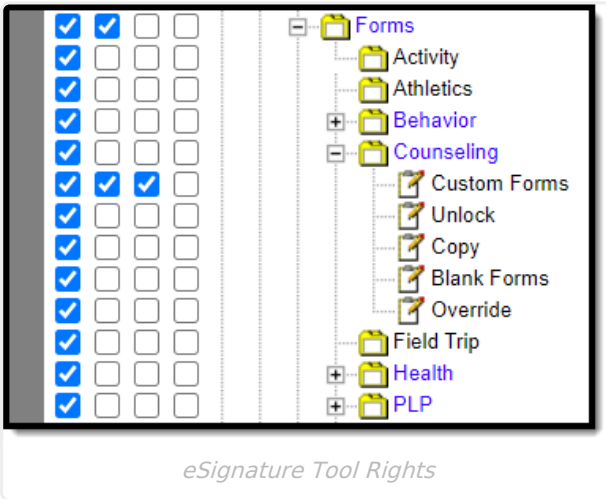 Forms
Activity
Athletics
Behavior
Counseling
Custom Forms
Unlock
Copy
Blank Forms
Override
Field Trip
Health
PLP
eSignature Tool Rights